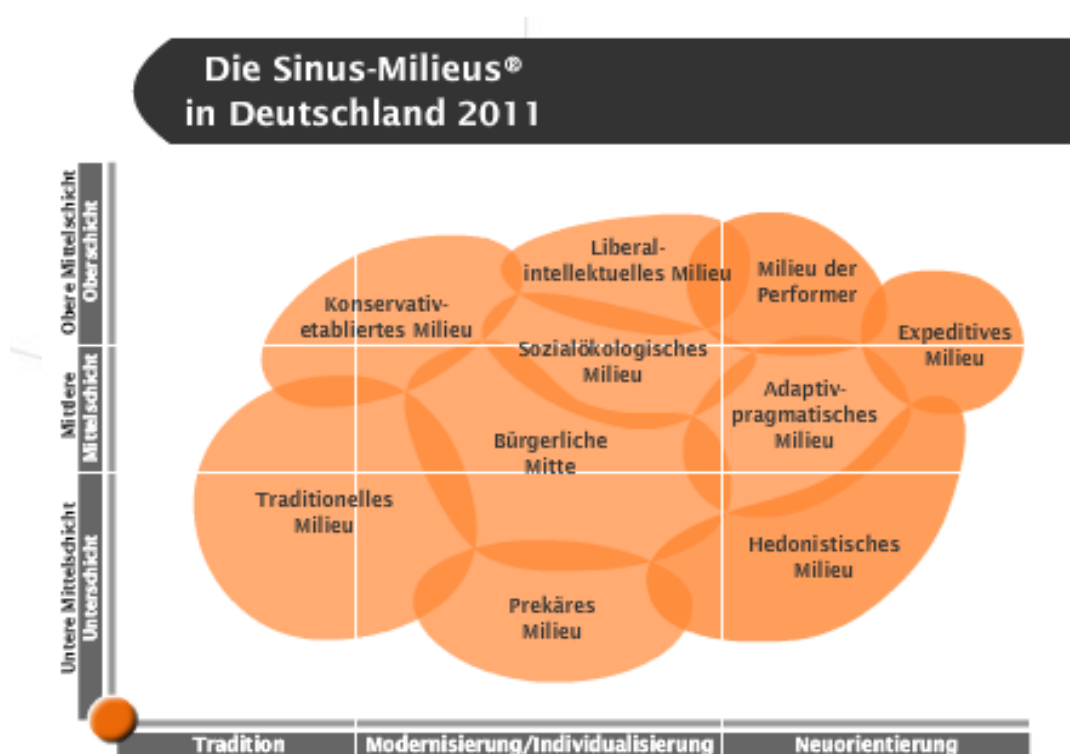 Die Sinus-Milieus®
in Deutschland 2011
Obere Mittelschicht
Oberschicht
Mittlere
Mittelschicht
Untere Mittelschicht
Unterschicht
Konservativ-
etabliertes Milieu
Liberal-
intellektuelles Milieu
Milieu der
Performer
Expeditives
Milieu
Sozialökologisches
Milieu
Adaptiv-
pragmatisches
Milieu
Bürgerliche
Mitte
Traditionelles
Milieu
Hedonistisches
Milieu
Prekäres
Milieu
Tradition
Modernisierung/Individualisierung
Neuorientierung